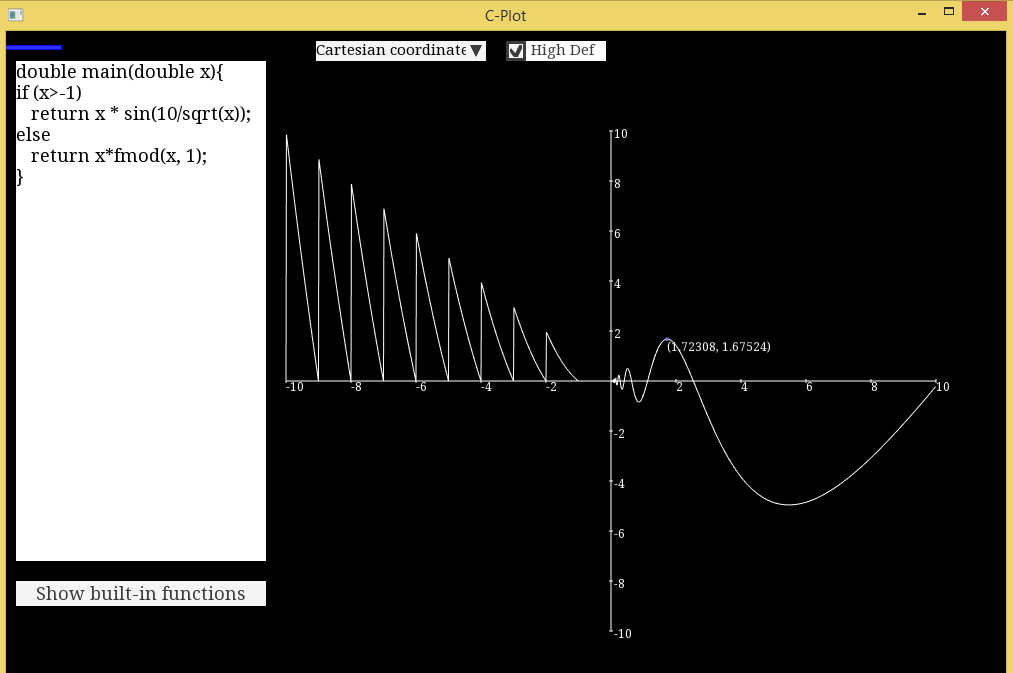 C-Plot
Cartesian coordinate
High Def
double main(double x){
if (x>-1)
return x * sin(10/sqrt(x));
else
return x*fmod(x, 1);
}
10
8
6
4
2
(1.72308, 1.67524)
-10 -8 -6 -4 -2 2 4 6 8 10
-2
-4
-6
-8
-10
Show built-in functions